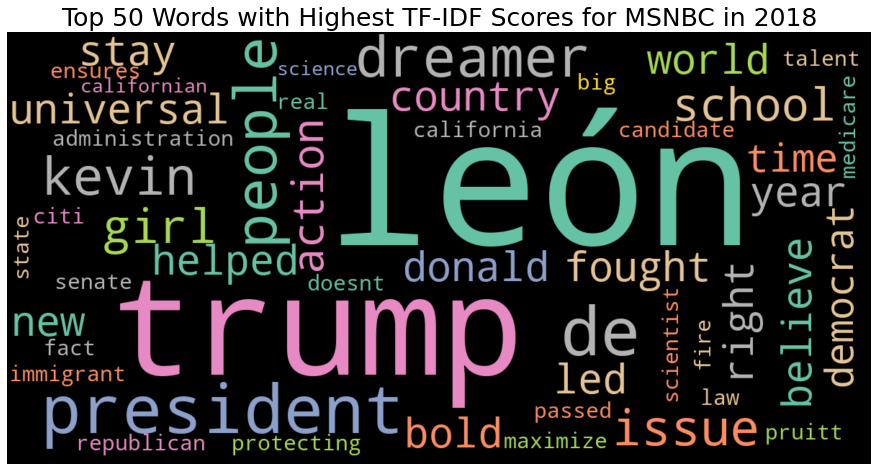 Top 50 Words with Highest TF-IDF Scores for MSNBC in 2018
stay
ensures
californian
universal
administration
kevin
citi
girl
state
senate
helped
new
fact
immigrant
president
republican
protecting
people
science
real
action
dreamer
country
california
león
big
candidate
world
talent
school
medicare
time
year
doesnt
donald
fought
trump
de
led
bold
passed
maximize
issue
scientist
fire
law
right
believe
democrat
pruitt